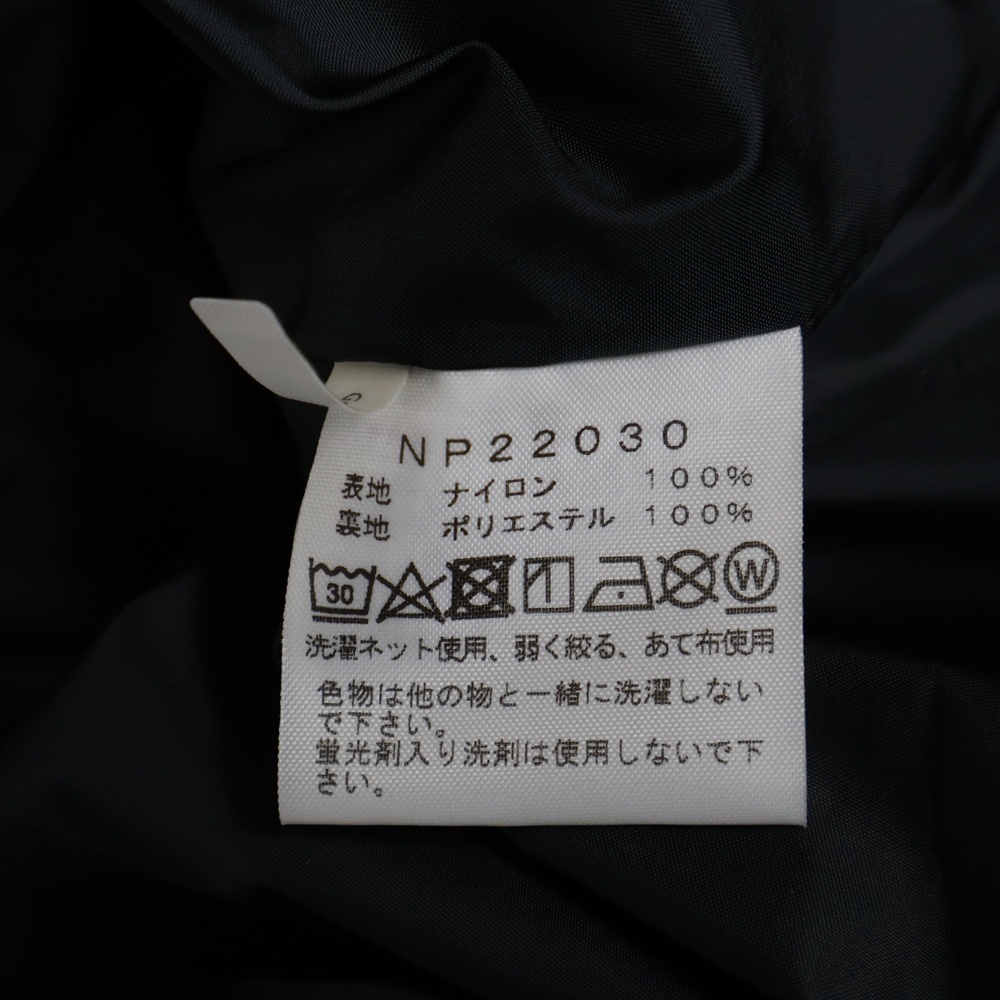 G
NP22030
表地 ナイロン 100%
裏地 ポリエステル 100%
30 W
洗濯ネット使用、弱く絞る、あて布使用
色物は他の物と一緒に洗濯しない
で下さい。
蛍光剤入り洗剤は使用しないで下
さい。